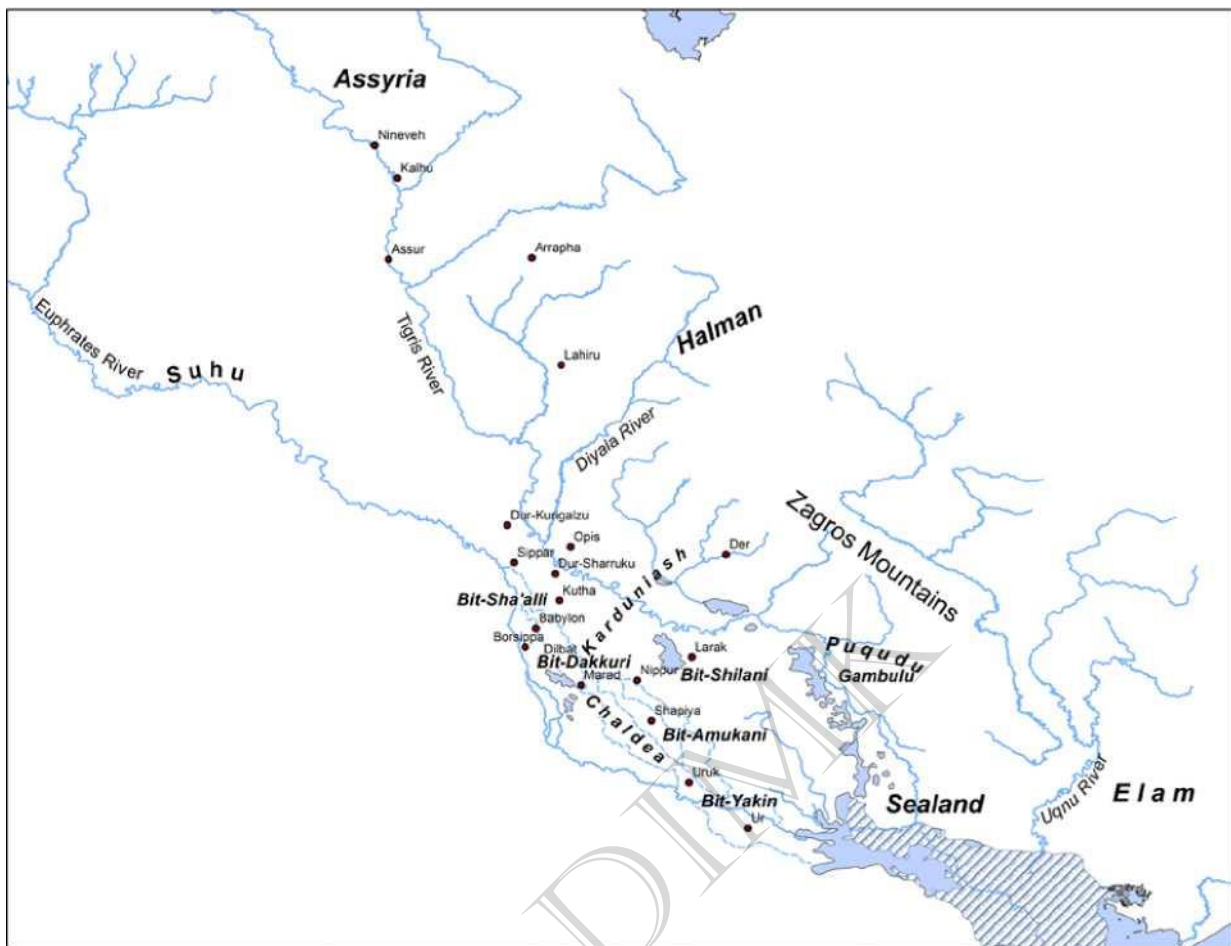 Assyria
Nineveh
Kalhu
Assur
Arrapha
Euphrates River
Suhu
Tigris River
Halman
Lahiru
Diyala River
Dur-Kurigalzu
Opis
Sippar
Der
Dur-Sharruku
Zagros Mountains
Kutha
Bit-Sha'alli
Karduniash
Babylon
Borsippa
Dilbat
Bit-Dakkuri
Larak
Puqudu
Nippur
Bit-Shilani
Gambulu
Marad
Chaldea
Shapiya
Bit-Amukani
Uruk
Bit-Yakin
Ur
Sealand
Uqnu River
Elam
DIMK